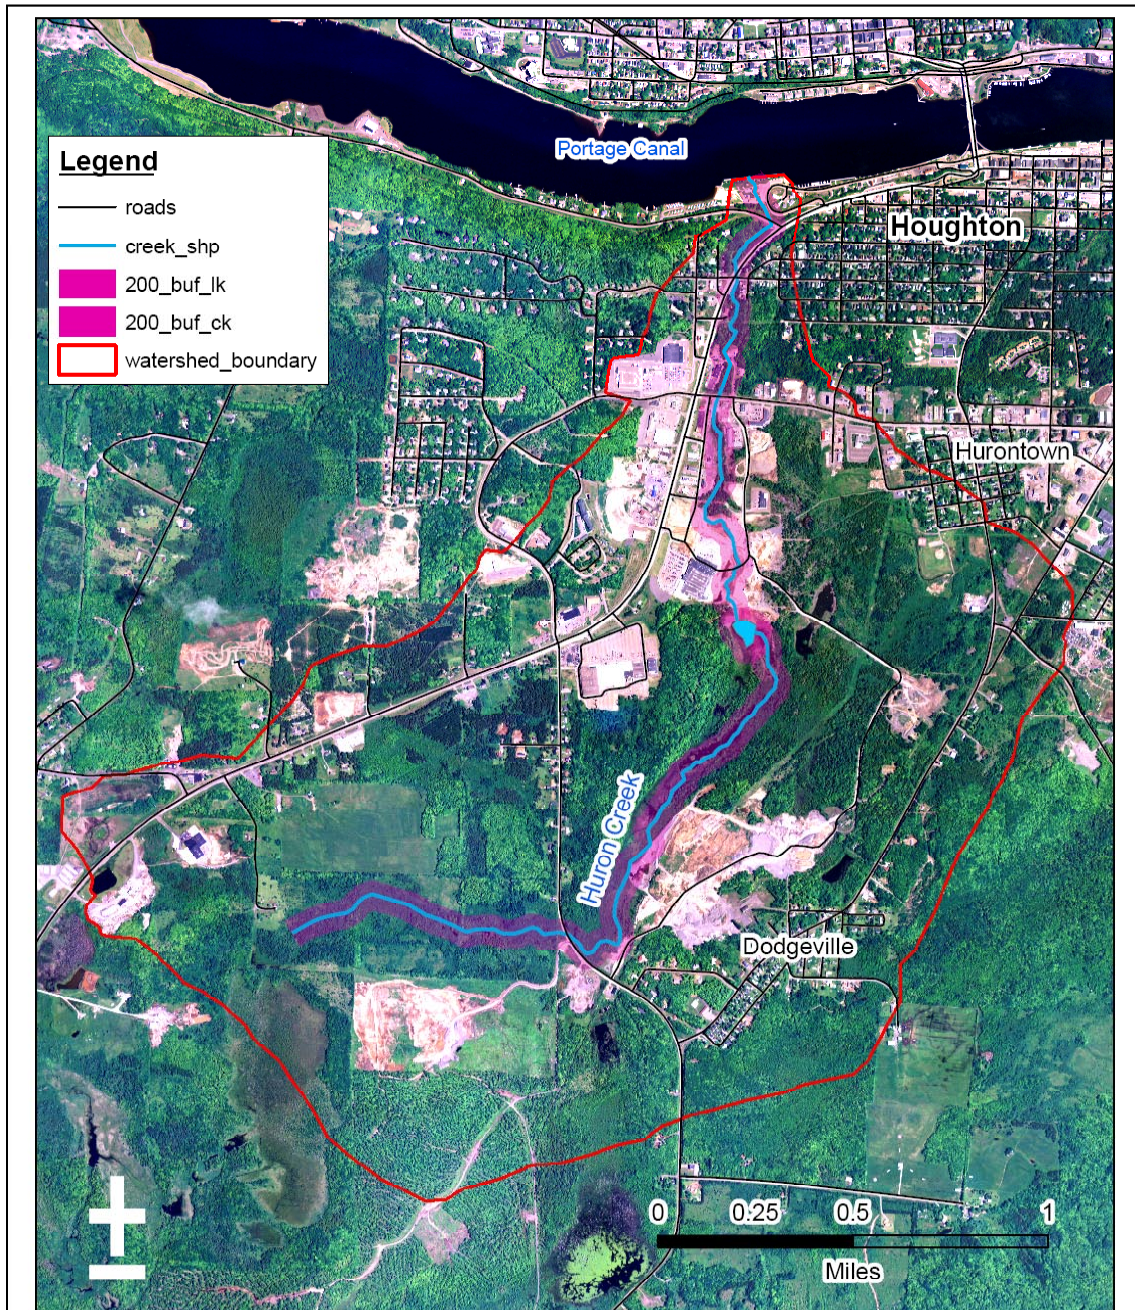 Portage Canal
Legend
roads
creek_shp
200_buf_lk
200_buf_ck
watershed_boundary
Houghton
Hurontown
Huron Creek
Dodgeville
0 0.25 0.5 1
Miles